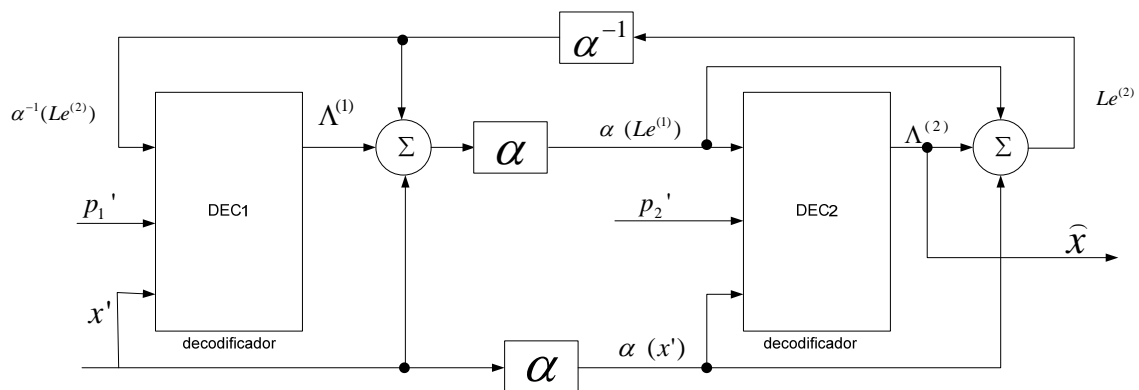 α⁻¹
α⁻¹(Le⁽²⁾)
Λ⁽¹⁾
Σ
α
α (Le⁽¹⁾)
Λ⁽²⁾
Σ
Le⁽²⁾
p₁'
DEC1
p₂'
DEC2
x̂
x'
decodificador
α
α (x')
decodificador